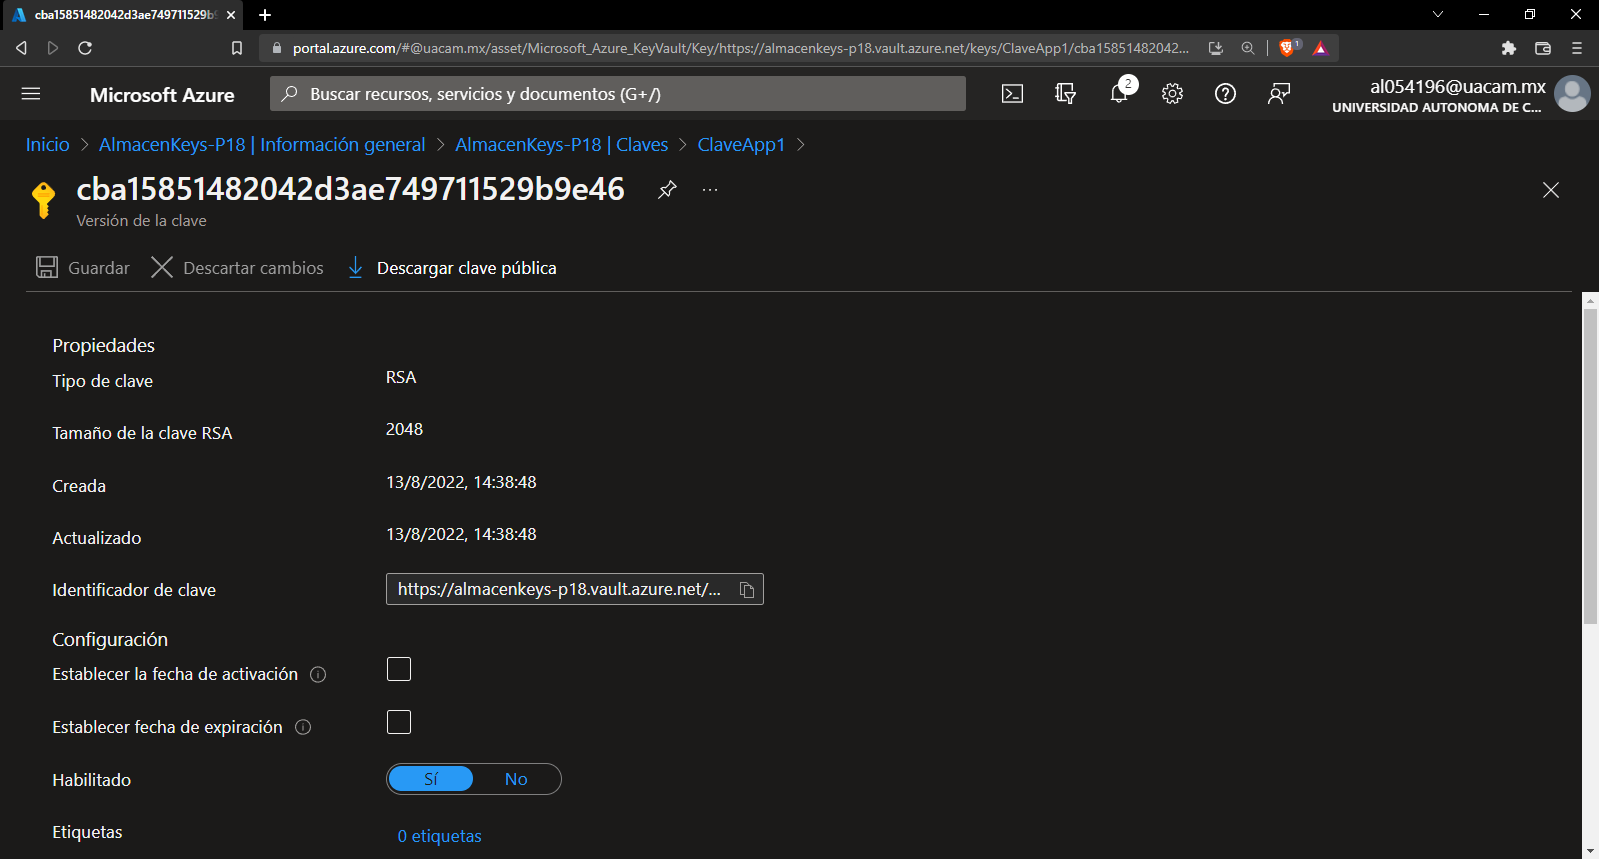 cba15851482042d3ae749711529b9
portal.azure.com/#@uacam.mx/asset/Microsoft_Azure_KeyVault/Key/https://almacenkeys-p18.vault.azure.net/keys/ClaveApp1/cba15851482042...
1
Microsoft Azure
Buscar recursos, servicios y documentos (G+/)
2
al054196@uacam.mx
UNIVERSIDAD AUTONOMA DE C...
Inicio > AlmacenKeys-P18 | Información general > AlmacenKeys-P18 | Claves > ClaveApp1 >
cba15851482042d3ae749711529b9e46 ...
Versión de la clave
Guardar Descartar cambios Descargar clave pública
Propiedades
Tipo de clave RSA
Tamaño de la clave RSA 2048
Creada 13/8/2022, 14:38:48
Actualizado 13/8/2022, 14:38:48
Identificador de clave https://almacenkeys-p18.vault.azure.net/...
Configuración
Establecer la fecha de activación
Establecer fecha de expiración
Habilitado Sí No
Etiquetas 0 etiquetas